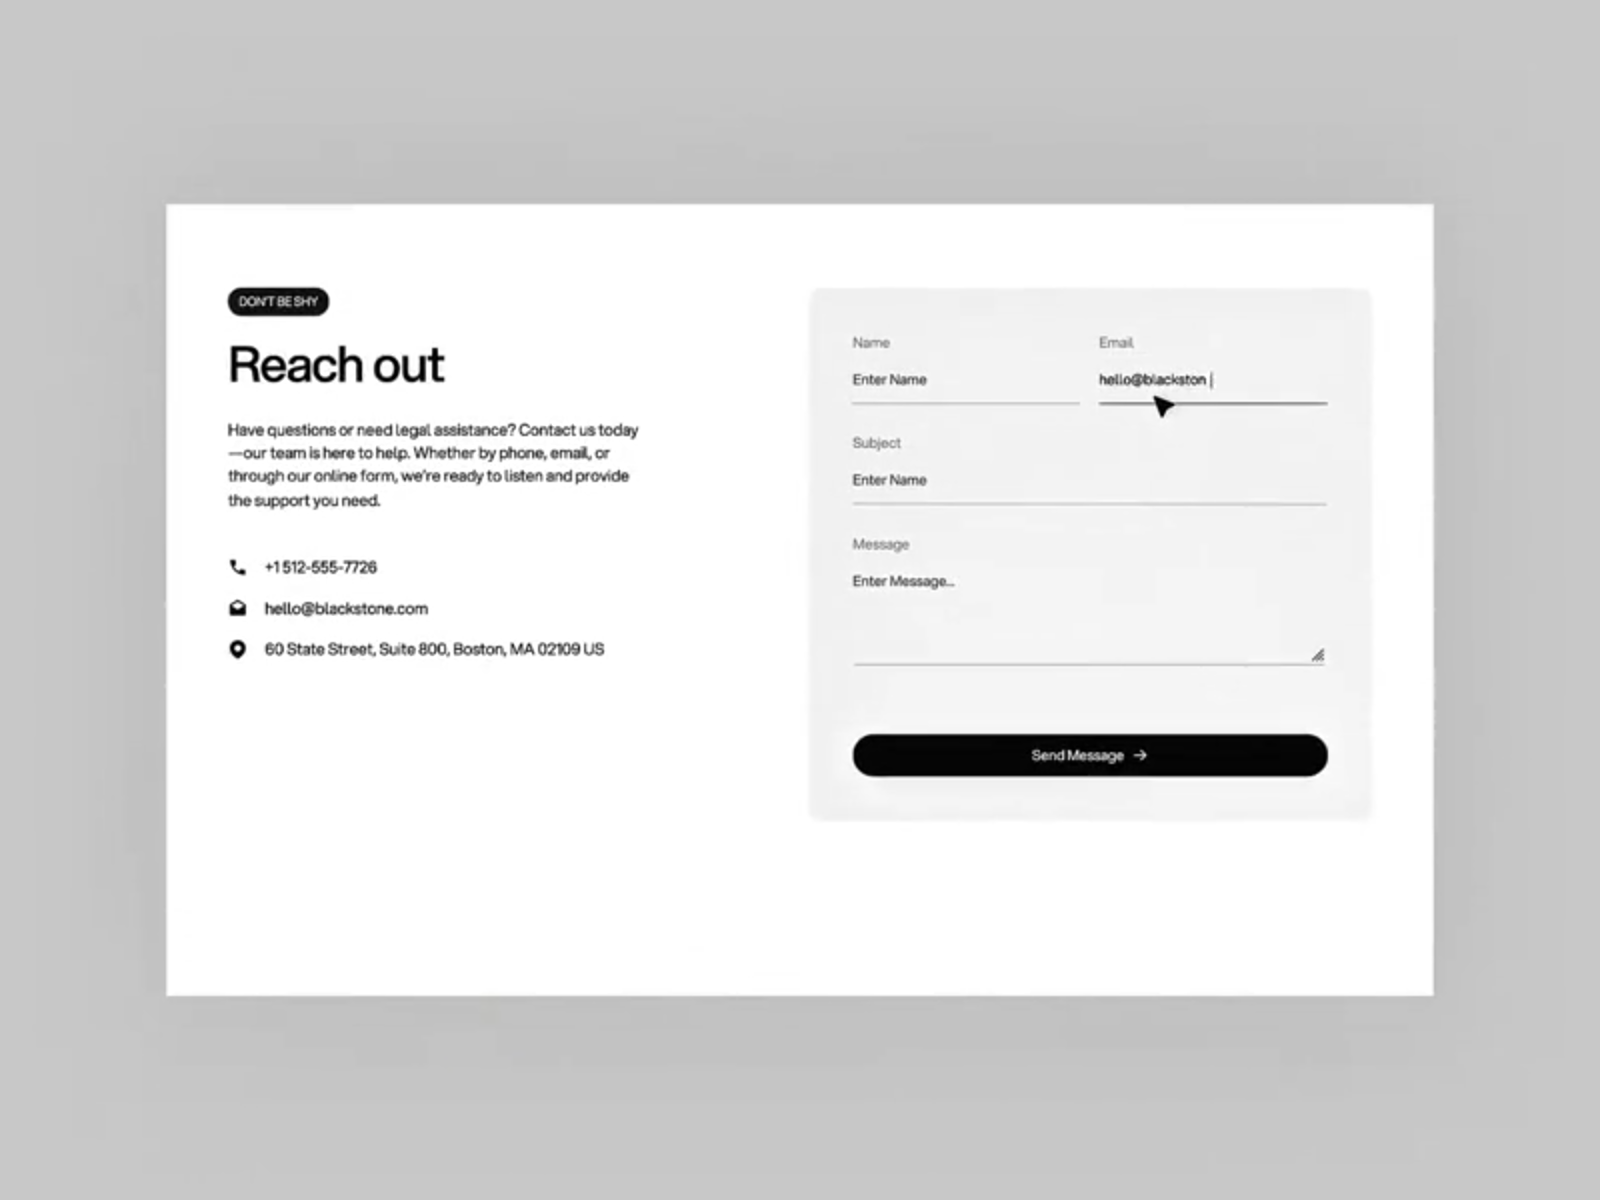 DON'T BE SHY
Reach out
Have questions or need legal assistance? Contact us today
—our team is here to help. Whether by phone, email, or
through our online form, we're ready to listen and provide
the support you need.
+1 512-555-7726
hello@blackstone.com
60 State Street, Suite 800, Boston, MA 02109 US
Name
Enter Name
Email
hello@blackston
Subject
Enter Name
Message
Enter Message...
Send Message →